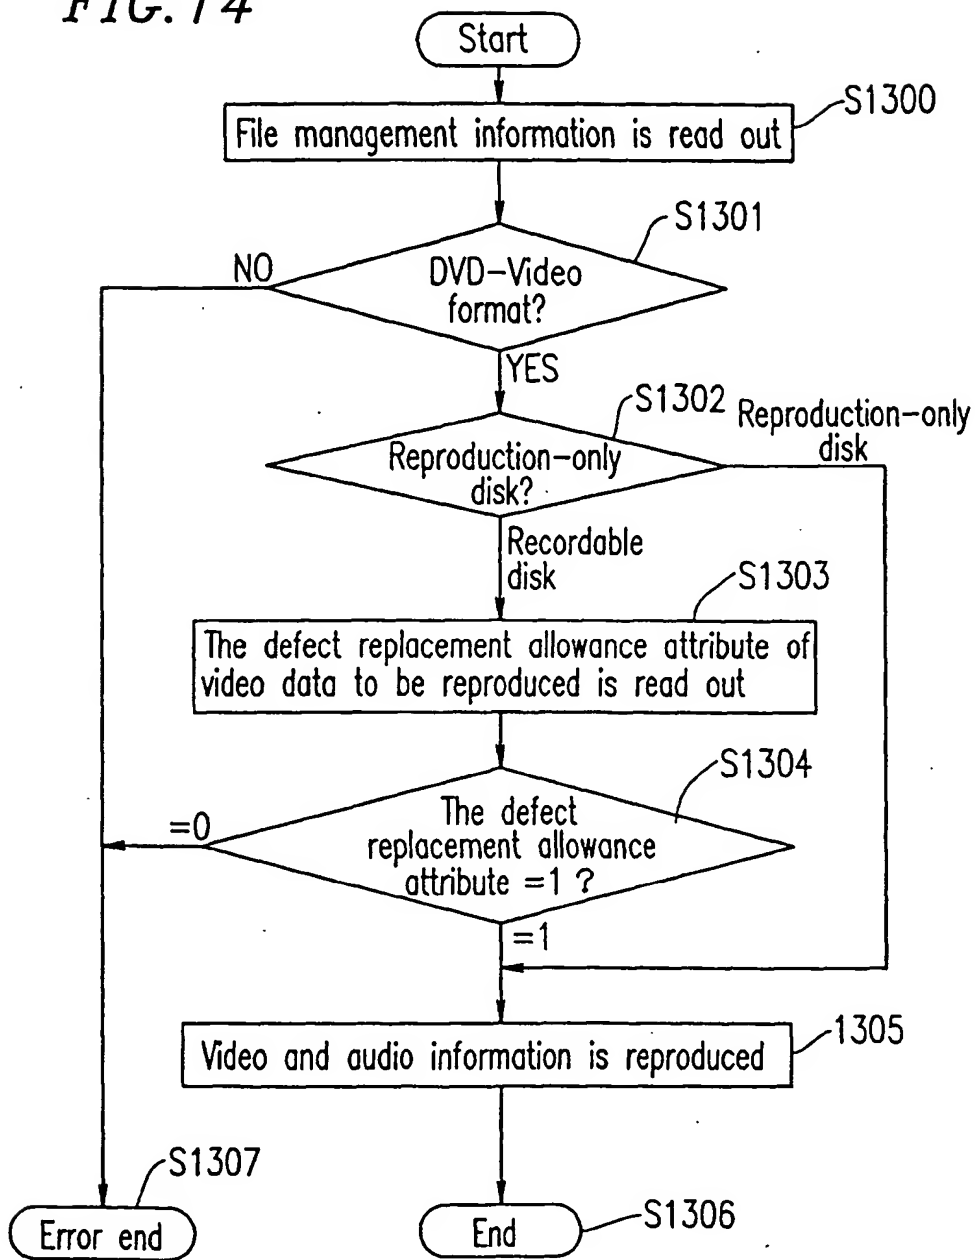 FIG. 14
Start
File management information is read out
S1300
S1301
DVD-Video
format?
NO
YES
S1302
Reproduction-only
disk?
Reproduction-only
disk
Recordable
disk
S1303
The defect replacement allowance attribute of
video data to be reproduced is read out
S1304
The defect
replacement allowance
attribute =1 ?
=0
=1
Video and audio information is reproduced
1305
S1307
Error end
End
S1306